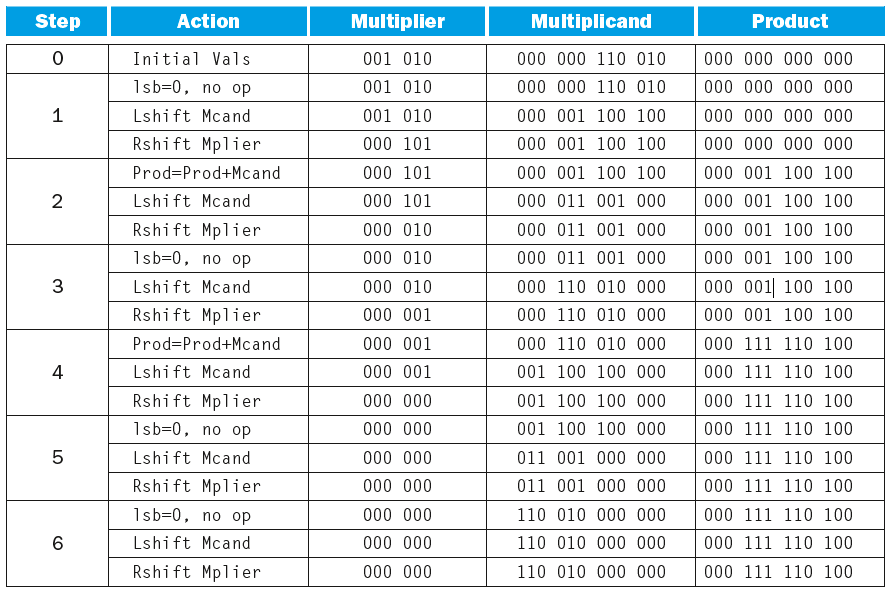 Step Action Multiplier Multiplicand Product
0 Initial Vals 001 010 000 000 110 010 000 000 000 000
lsb=0, no op 001 010 000 000 110 010 000 000 000 000
1 Lshift Mcand 001 010 000 001 100 100 000 000 000 000
Rshift Mplier 000 101 000 001 100 100 000 000 000 000
Prod=Prod+Mcand 000 101 000 001 100 100 000 001 100 100
2 Lshift Mcand 000 101 000 011 001 000 000 001 100 100
Rshift Mplier 000 010 000 011 001 000 000 001 100 100
lsb=0, no op 000 010 000 011 001 000 000 001 100 100
3 Lshift Mcand 000 010 000 110 010 000 000 001 100 100
Rshift Mplier 000 001 000 110 010 000 000 001 100 100
Prod=Prod+Mcand 000 001 000 110 010 000 000 111 110 100
4 Lshift Mcand 000 001 001 100 100 000 000 111 110 100
Rshift Mplier 000 000 001 100 100 000 000 111 110 100
lsb=0, no op 000 000 001 100 100 000 000 111 110 100
5 Lshift Mcand 000 000 011 001 000 000 000 111 110 100
Rshift Mplier 000 000 011 001 000 000 000 111 110 100
lsb=0, no op 000 000 110 010 000 000 000 111 110 100
6 Lshift Mcand 000 000 110 010 000 000 000 111 110 100
Rshift Mplier 000 000 110 010 000 000 000 111 110 100